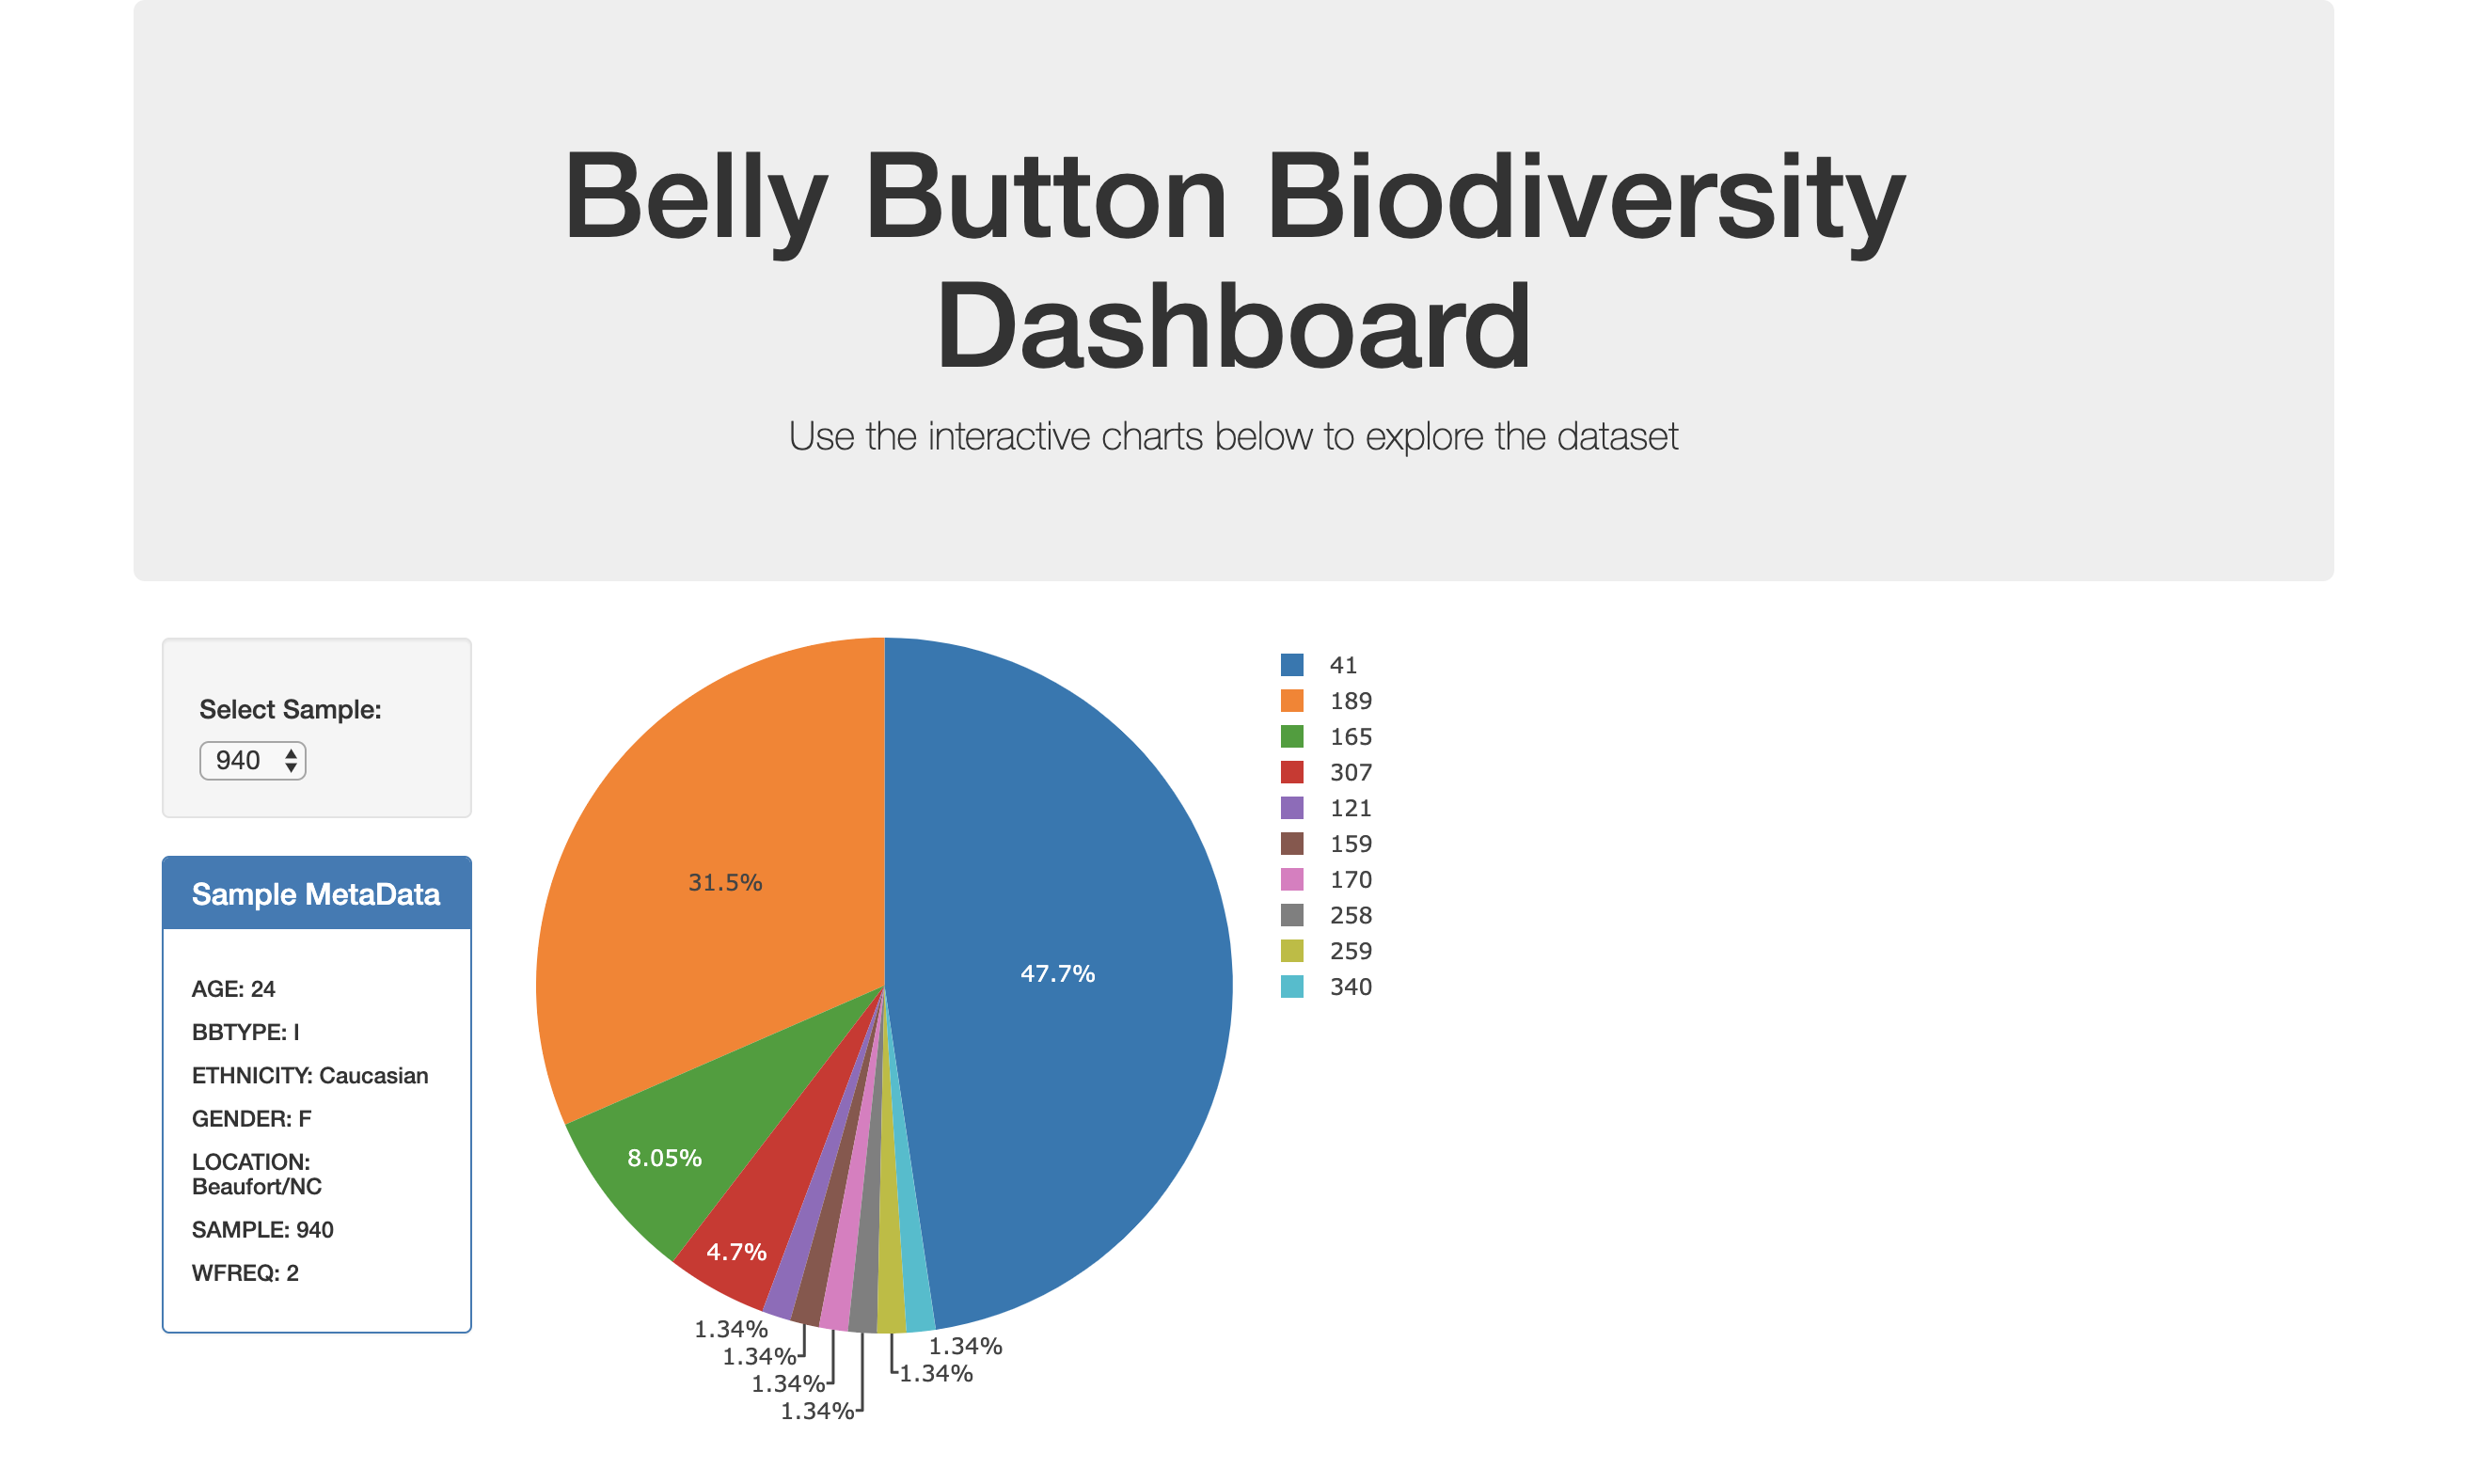 Belly Button Biodiversity
Dashboard
Use the interactive charts below to explore the dataset
Select Sample:
940
Sample MetaData
AGE: 24
BBTYPE: I
ETHNICITY: Caucasian
GENDER: F
LOCATION:
Beaufort/NC
SAMPLE: 940
WFREQ: 2
31.5%
47.7%
8.05%
4.7%
1.34%
1.34%
1.34%
1.34%
1.34%
1.34%
41
189
165
307
121
159
170
258
259
340